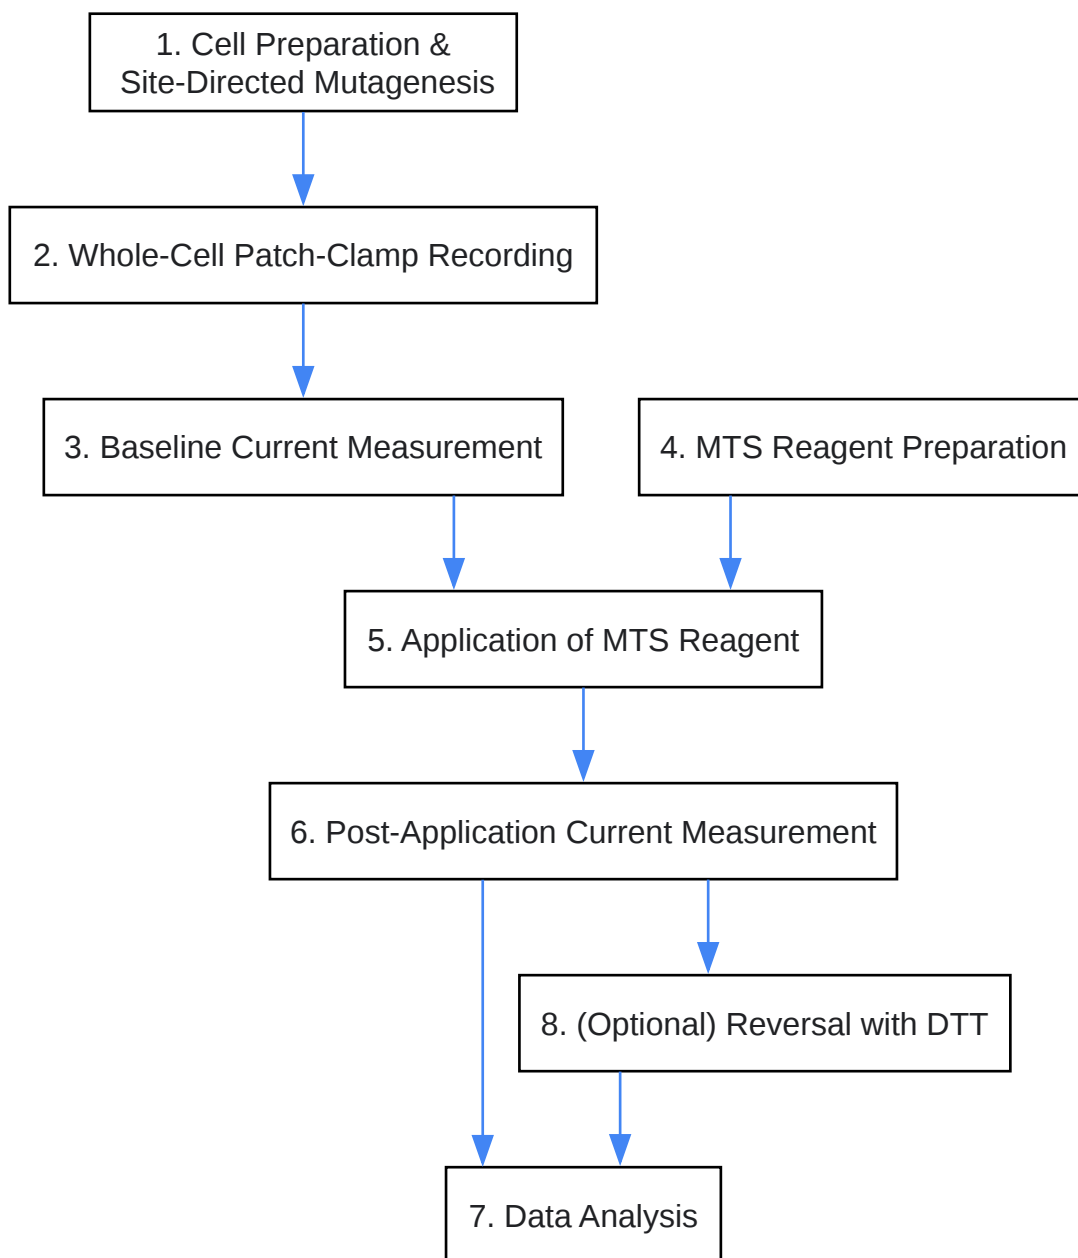 1. Cell Preparation &
Site-Directed Mutagenesis
2. Whole-Cell Patch-Clamp Recording
3. Baseline Current Measurement
4. MTS Reagent Preparation
5. Application of MTS Reagent
6. Post-Application Current Measurement
8. (Optional) Reversal with DTT
7. Data Analysis